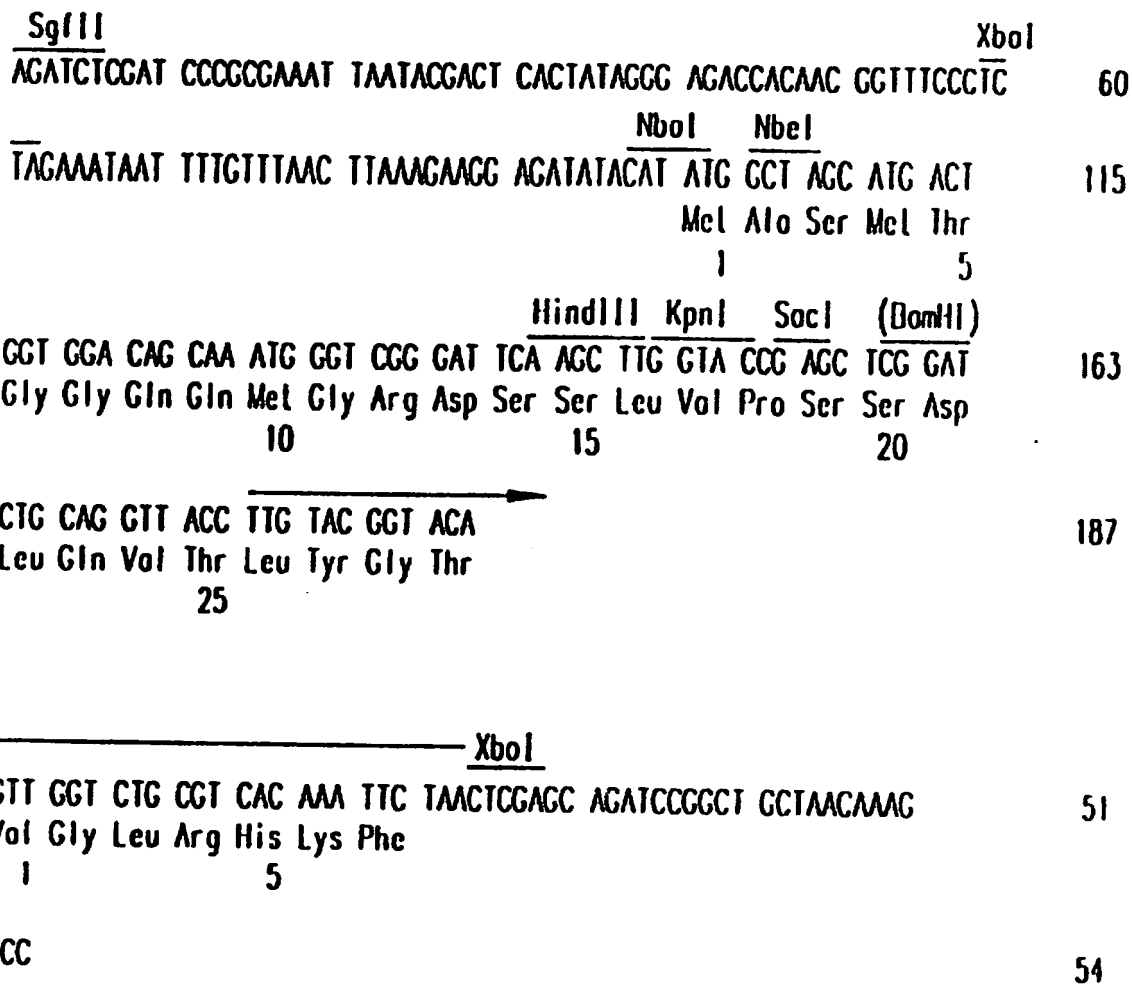 SgfII XbaI
AGATCTCGAT CCCGCGAAAT TAATACGACT CACTATAGGG AGACCACAAC GGTTTCCCTC 60
NboI NbeI
TAGAAATAAT TTTGTTTAAC TTAAAGAAGG AGATATACAT ATG GCT AGC ATG ACT 115
Met Ala Ser Met Thr
1 5
HindIII KpnI SacI (BamHI)
GGT GGA CAG CAA ATG GGT CGG GAT TCA AGC TTG GTA CCG AGC TCG GAT 163
Gly Gly Gln Gln Met Gly Arg Asp Ser Ser Leu Val Pro Ser Ser Asp
10 15 20
CTG CAG GTT ACC TTG TAC GGT ACA 187
Leu Gln Val Thr Leu Tyr Gly Thr
25
XboI
GTT GGT CTG CGT CAC AAA TTC TAACTCGAGC AGATCCGGCT GCTAACAAAG 51
Val Gly Leu Arg His Lys Phe
1 5
CC 54